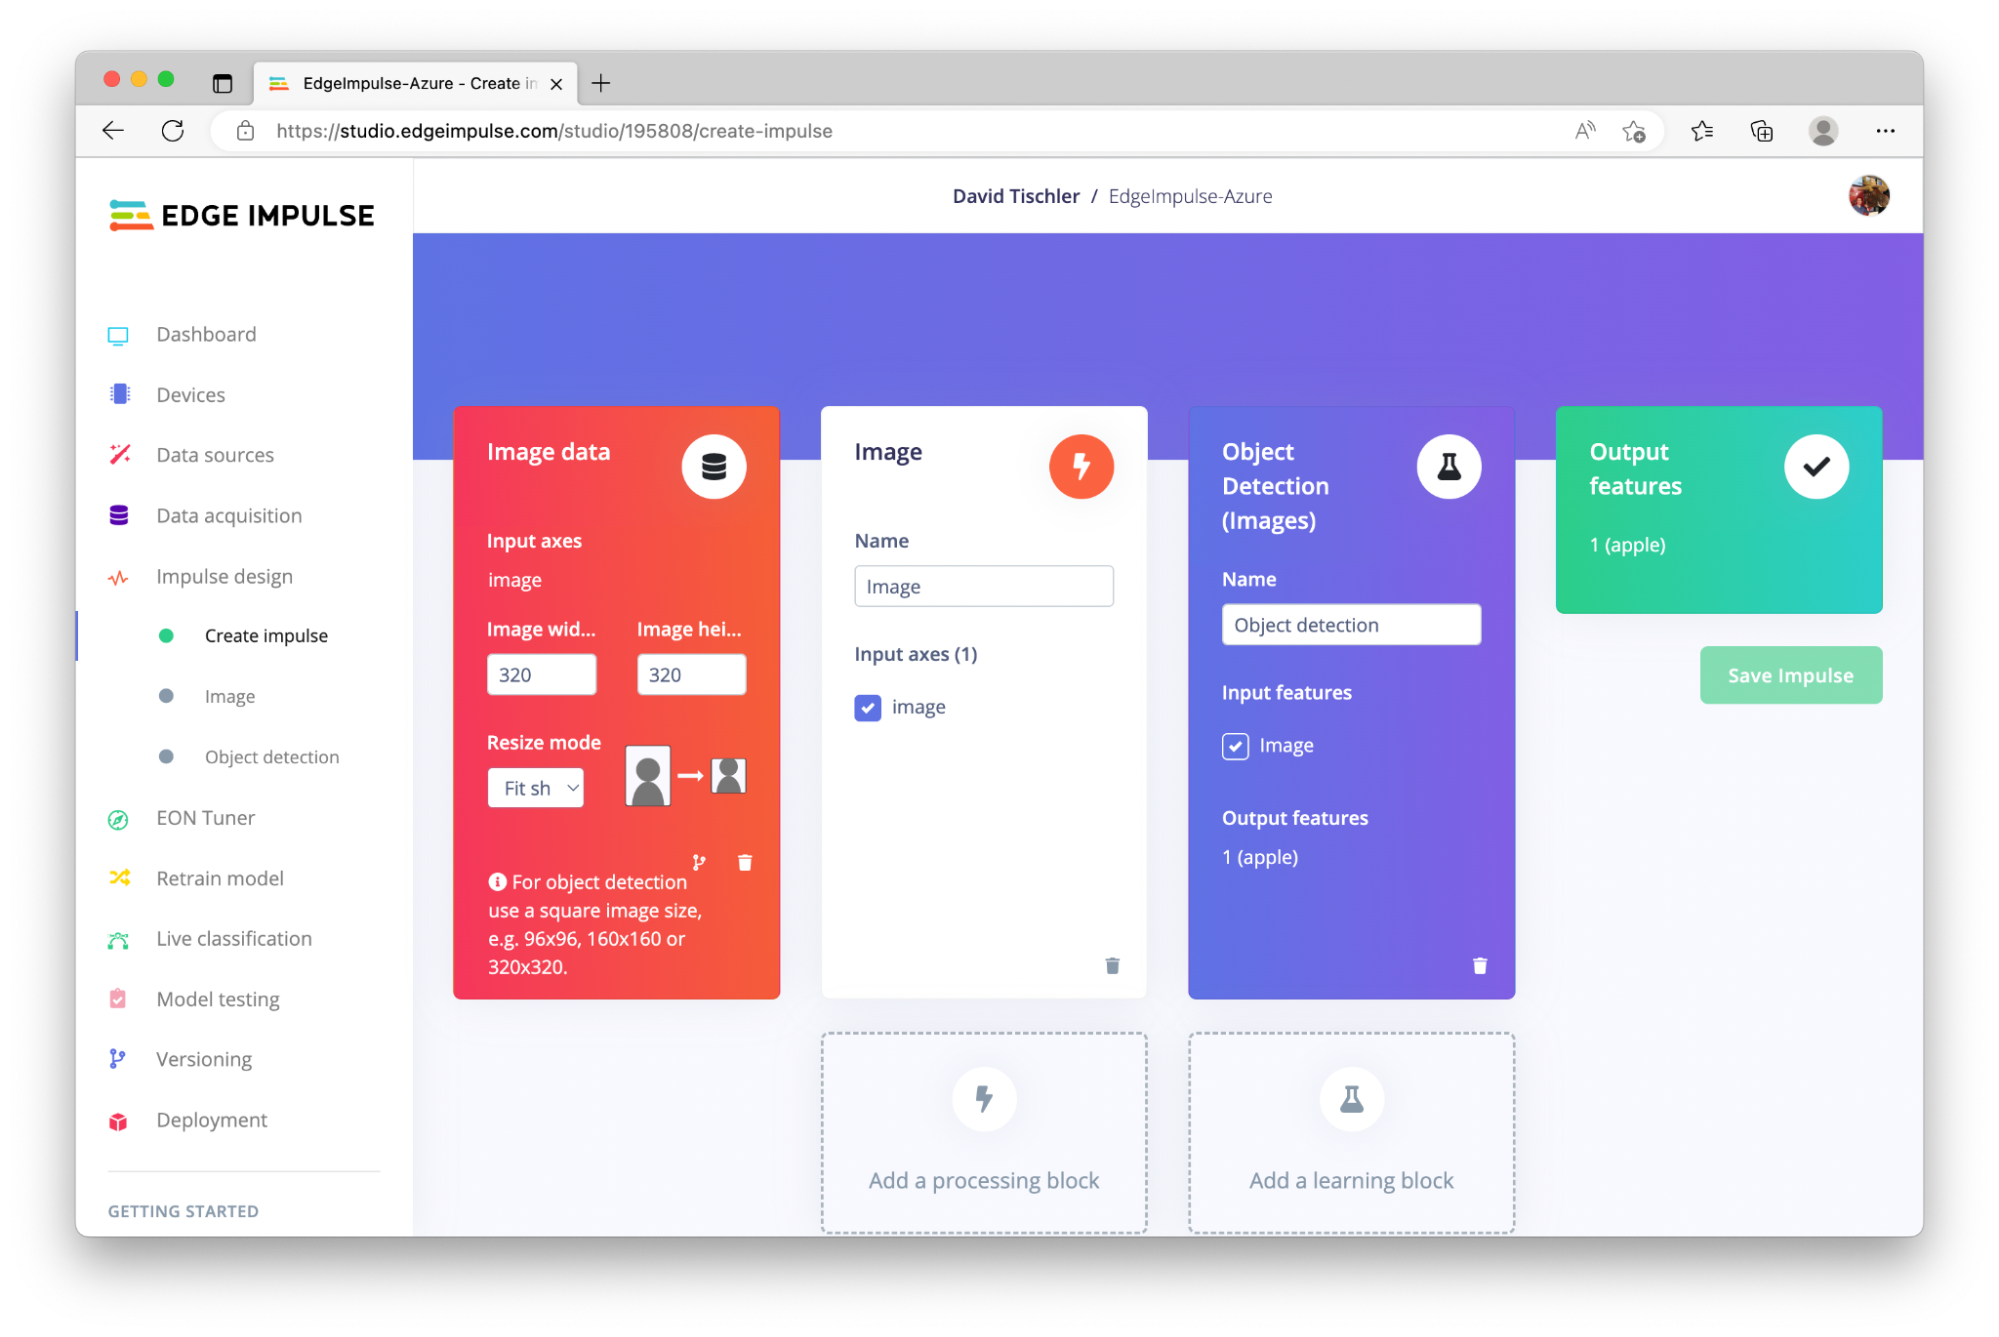 EdgeImpulse-Azure - Create in
https://studio.edgeimpulse.com/studio/195808/create-impulse
EDGE IMPULSE
David Tischler / EdgeImpulse-Azure
Dashboard
Devices
Data sources
Data acquisition
Impulse design
Create impulse
Image
Object detection
EON Tuner
Retrain model
Live classification
Model testing
Versioning
Deployment
GETTING STARTED
Image data
Input axes
image
Image wid... Image hei...
320 320
Resize mode
Fit sh
For object detection
use a square image size,
e.g. 96x96, 160x160 or
320x320.
Image
Name
Image
Input axes (1)
image
Add a processing block
Object
Detection
(Images)
Name
Object detection
Input features
Image
Output features
1 (apple)
Add a learning block
Output
features
1 (apple)
Save Impulse